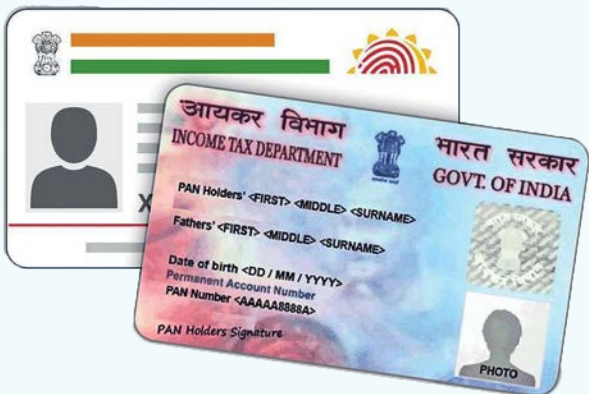 X
आयकर विभाग
INCOME TAX DEPARTMENT
भारत सरकार
GOVT. OF INDIA
PAN Holders' <FIRST> <MIDDLE> <SURNAME>
Fathers' <FIRST> <MIDDLE> <SURNAME>
Date of birth <DD / MM / YYYY>
Permanent Account Number
PAN Number <AAAAA8888A>
PAN Holders Signature
PHOTO